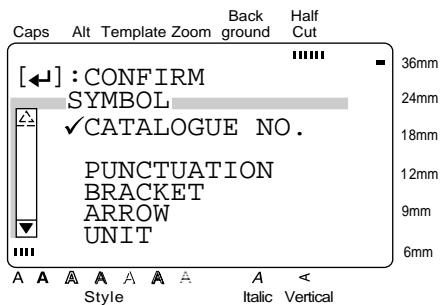 Caps Alt Template Zoom Back ground Half Cut
[↵]:CONFIRM
36mm
SYMBOL
24mm
✓CATALOGUE NO.
18mm
PUNCTUATION
12mm
BRACKET
ARROW
9mm
UNIT
6mm
A A A A A A A A A
Style Italic Vertical